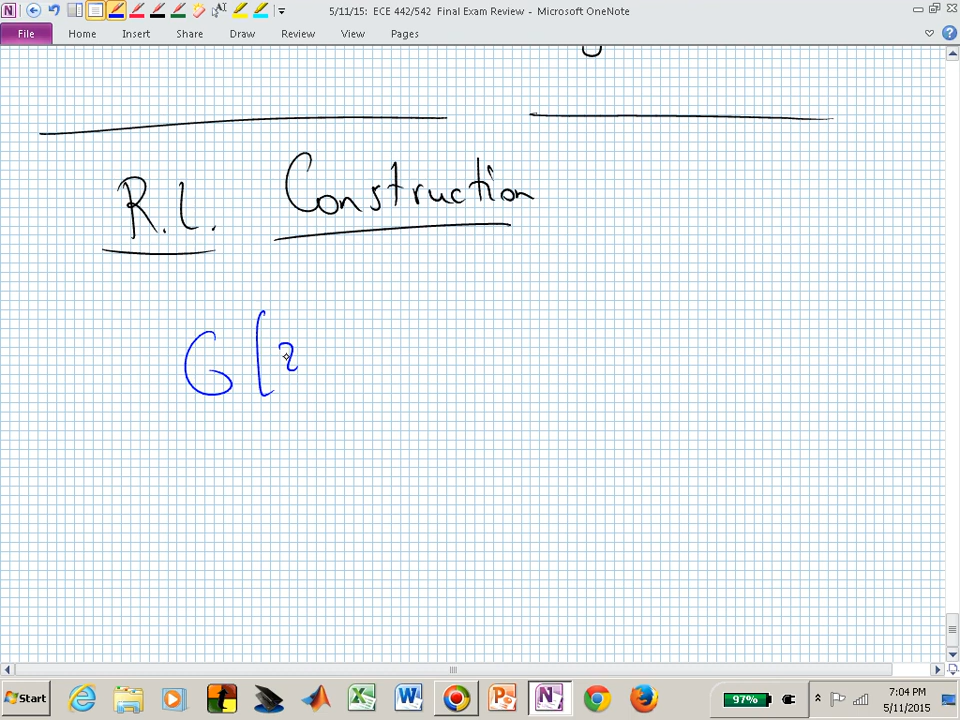 5/11/15: ECE 442/542 Final Exam Review - Microsoft OneNote
File Home Insert Share Draw Review View Pages
R.L. Construction
G(z
Start
97%
7:04 PM
5/11/2015